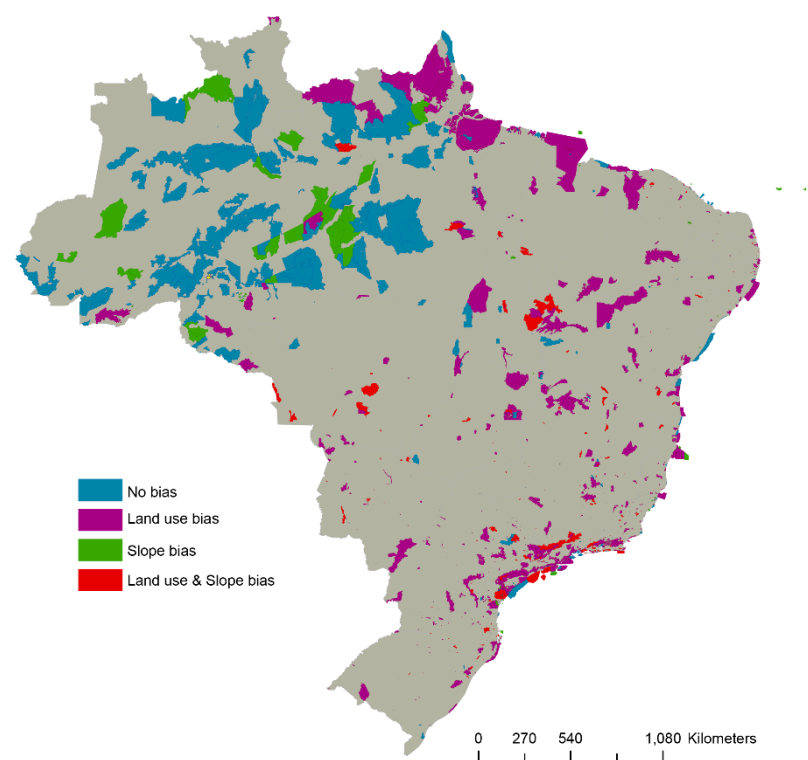 No bias
Land use bias
Slope bias
Land use & Slope bias
0 270 540 1,080 Kilometers